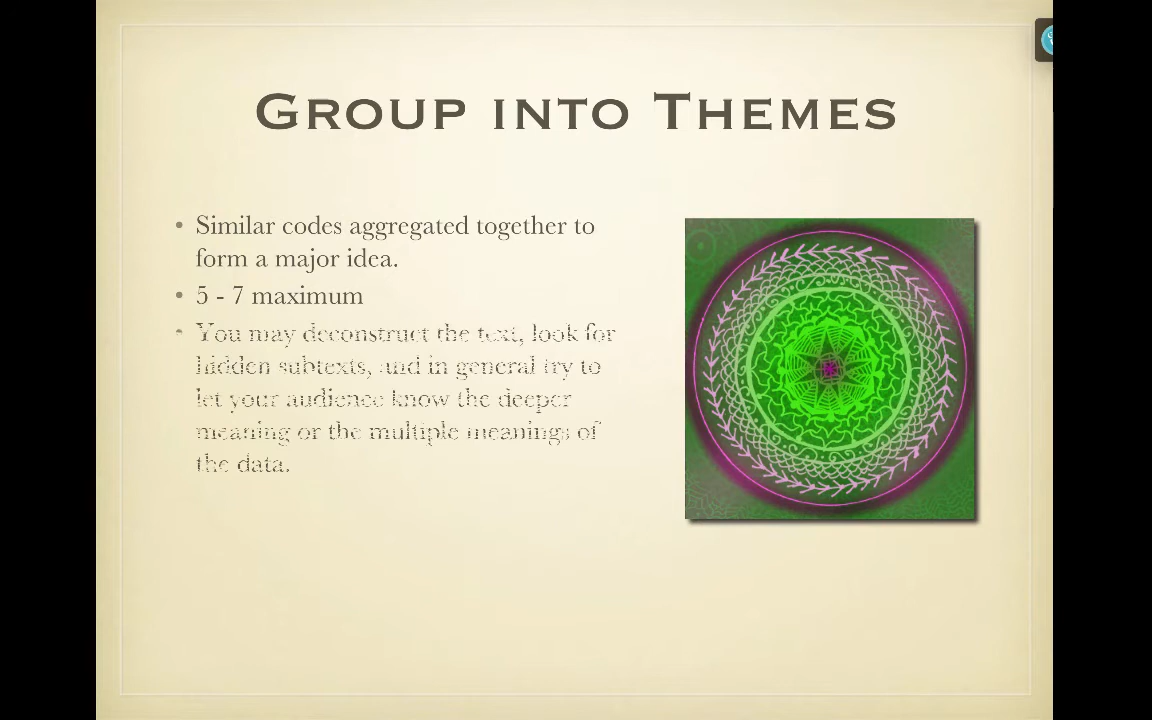 Group into Themes
• Similar codes aggregated together to
form a major idea.
• 5 - 7 maximum
• You may deconstruct the text, look for
hidden subtexts, and in general try to
let your audience know the deeper
meaning or the multiple meanings of
the data.